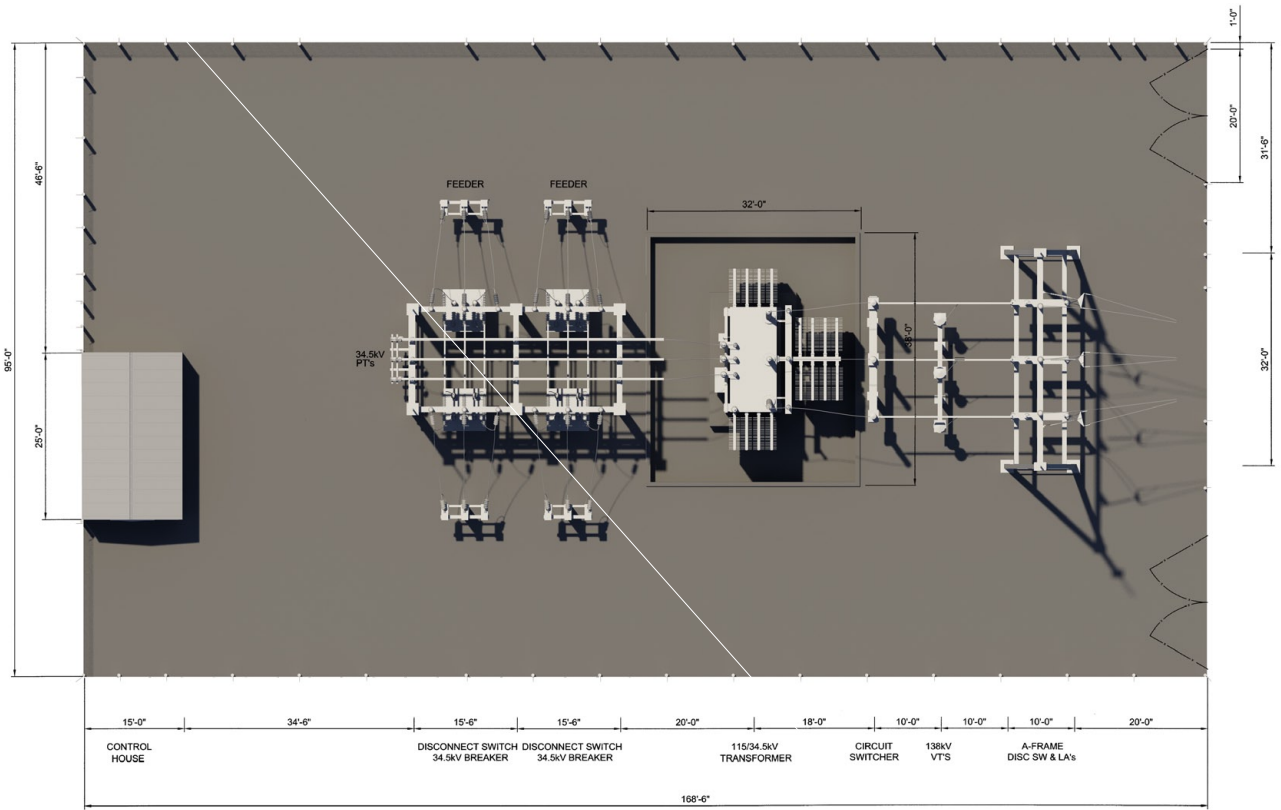 1'-0"
20'-0"
31'-6"
46'-6"
95'-0"
FEEDER
FEEDER
32'-0"
38'-0"
34.5kV
PT's
32'-0"
25'-0"
15'-0"
34'-6"
15'-6"
15'-6"
20'-0"
18'-0"
10'-0"
10'-0"
10'-0"
20'-0"
CONTROL
HOUSE
DISCONNECT SWITCH
34.5kV BREAKER
DISCONNECT SWITCH
34.5kV BREAKER
115/34.5kV
TRANSFORMER
CIRCUIT
SWITCHER
138kV
VT'S
A-FRAME
DISC SW & LA's
168'-6"